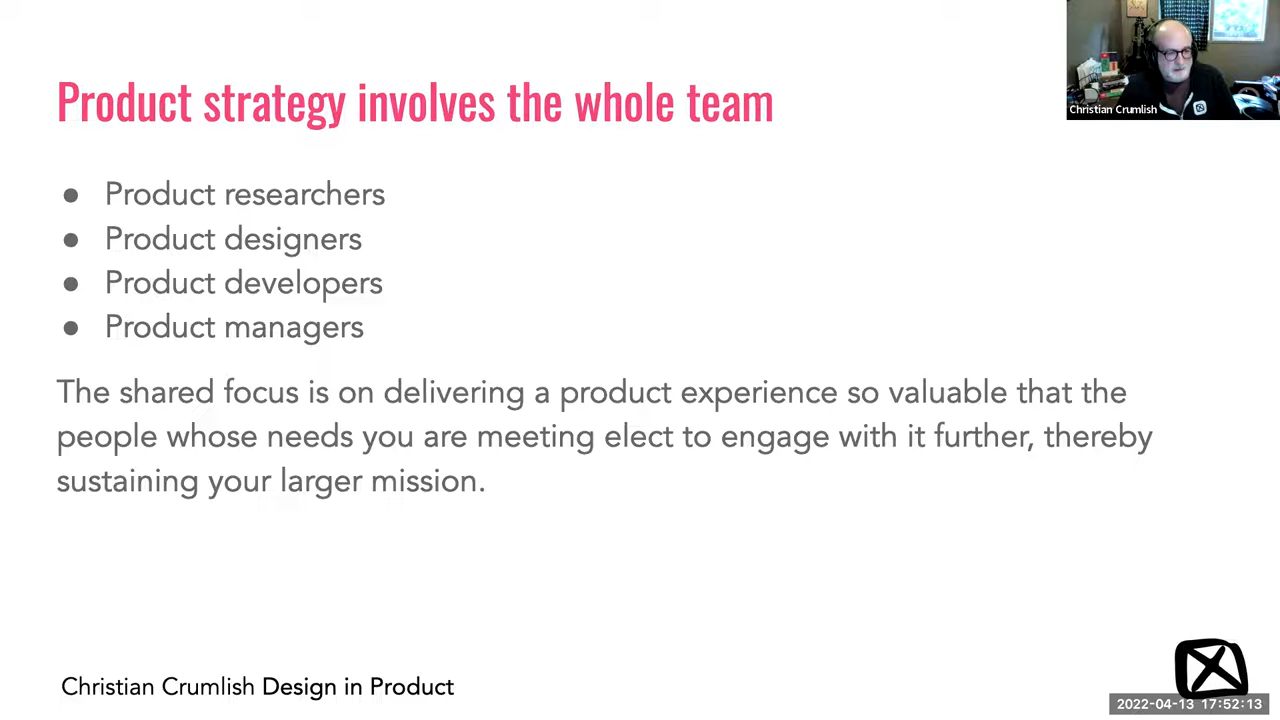 Product strategy involves the whole team
Christian Crumlish
● Product researchers
● Product designers
● Product developers
● Product managers
The shared focus is on delivering a product experience so valuable that the
people whose needs you are meeting elect to engage with it further, thereby
sustaining your larger mission.
Christian Crumlish Design in Product
2022-04-13 17:52:13